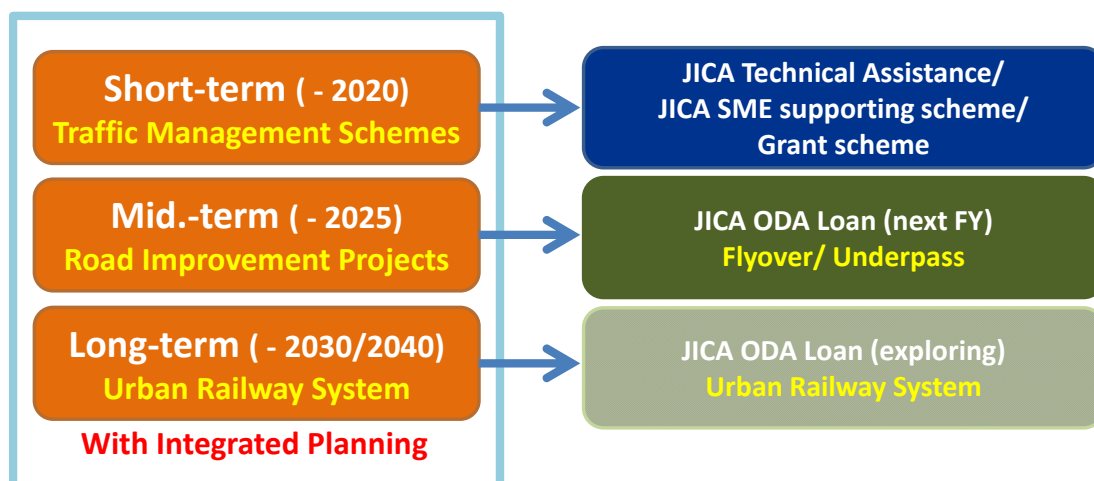 Short-term ( - 2020)
Traffic Management Schemes
JICA Technical Assistance/
JICA SME supporting scheme/
Grant scheme
Mid.-term ( - 2025)
Road Improvement Projects
JICA ODA Loan (next FY)
Flyover/ Underpass
Long-term ( - 2030/2040)
Urban Railway System
JICA ODA Loan (exploring)
Urban Railway System
With Integrated Planning